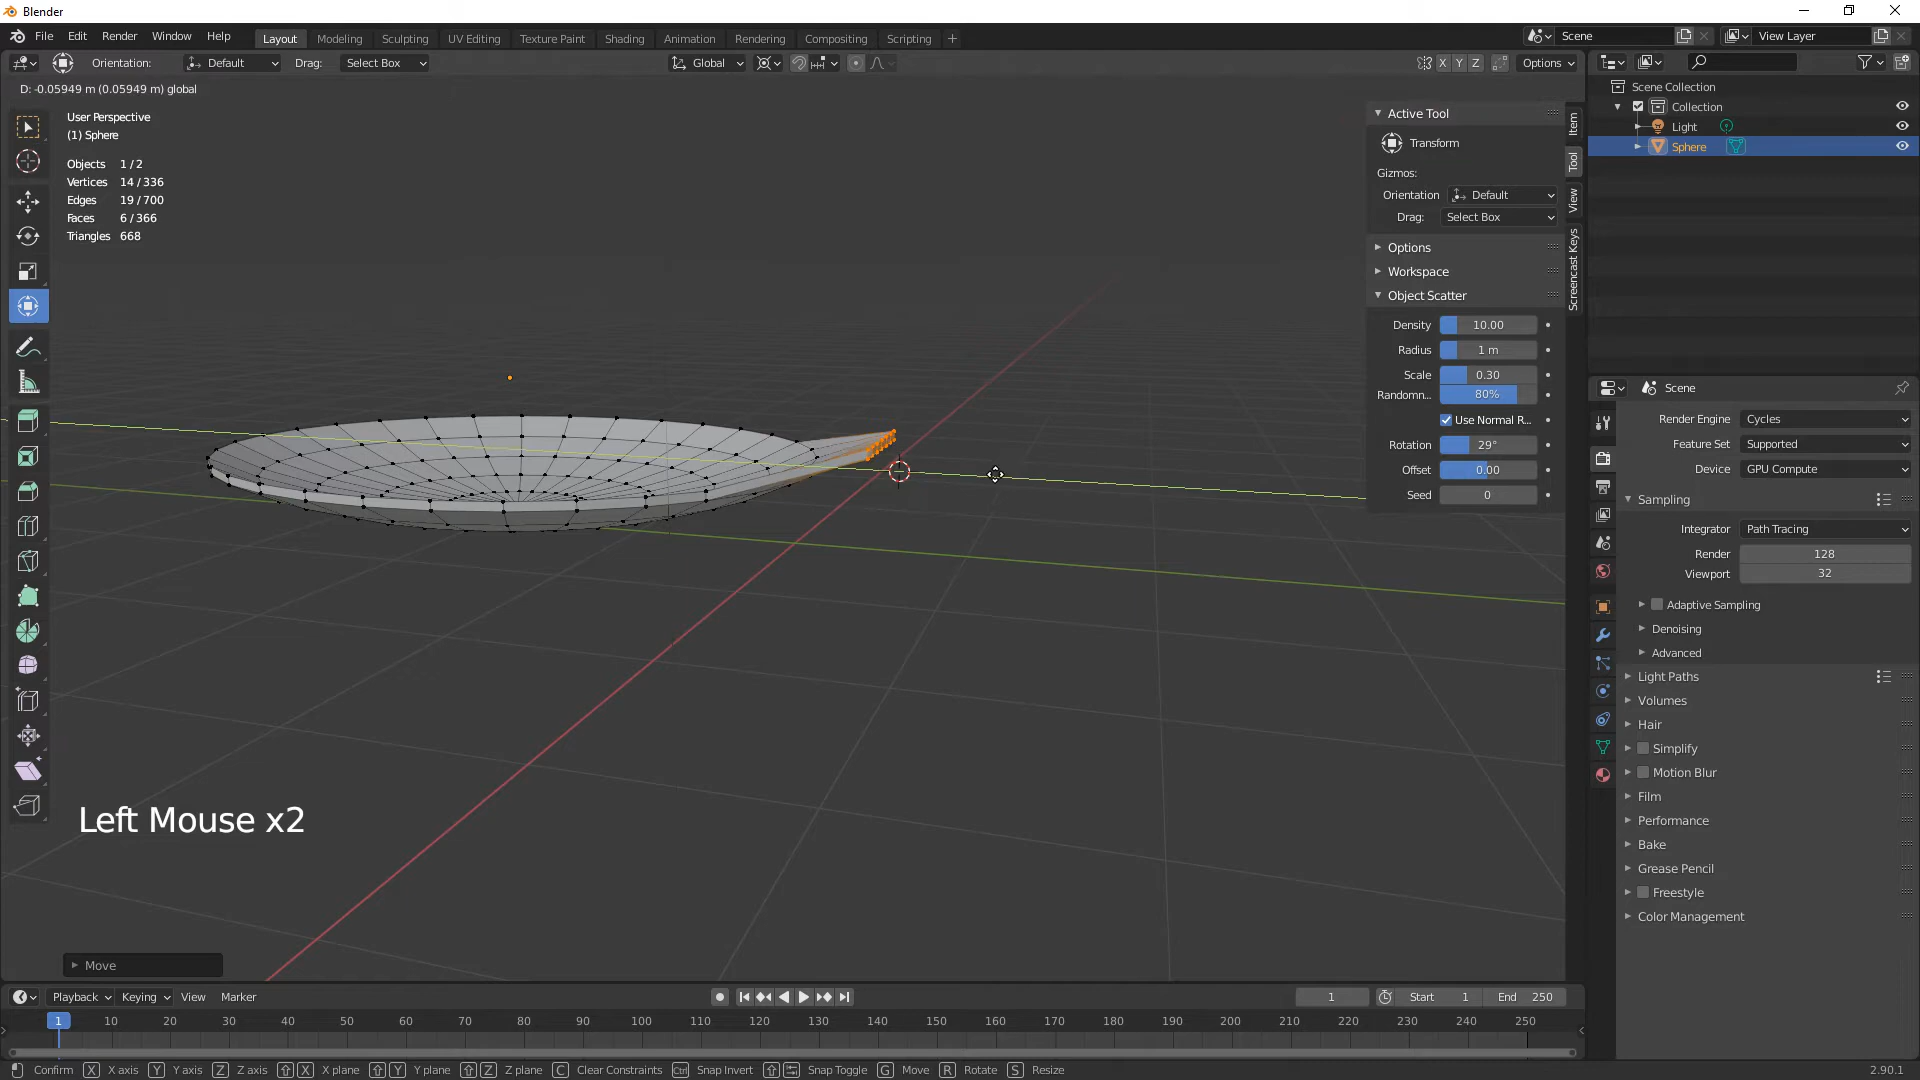 Blender
File Edit Render Window Help
Layout Modeling Sculpting UV Editing Texture Paint Shading Animation Rendering Compositing Scripting +
Scene View Layer
Orientation: Default Drag: Select Box Global X Y Z Options
D: -0.05949 m (0.05949 m) global
User Perspective
(1) Sphere
Objects 1 / 2
Vertices 14 / 336
Edges 19 / 700
Faces 6 / 366
Triangles 668
Active Tool
Transform
Gizmos:
Orientation Default
Drag: Select Box
Options
Workspace
Object Scatter
Density 10.00
Radius 1 m
Scale 0.30
Randomn... 80%
Use Normal R...
Rotation 29°
Offset 0.00
Seed 0
Item
Tool
View
Screencast Keys
Scene Collection
Collection
Light
Sphere
Scene
Render Engine Cycles
Feature Set Supported
Device GPU Compute
Sampling
Integrator Path Tracing
Render 128
Viewport 32
Adaptive Sampling
Denoising
Advanced
Light Paths
Volumes
Hair
Simplify
Motion Blur
Film
Performance
Bake
Grease Pencil
Freestyle
Color Management
Left Mouse x2
Move
Playback Keying View Marker 1 Start 1 End 250
1 10 20 30 40 50 60 70 80 90 100 110 120 130 140 150 160 170 180 190 200 210 220 230 240 250
Confirm X X axis Y Y axis Z Z axis X X plane Y Y plane Z Z plane C Clear Constraints Ctrl Snap Invert Snap Toggle G Move R Rotate S Resize 2.90.1